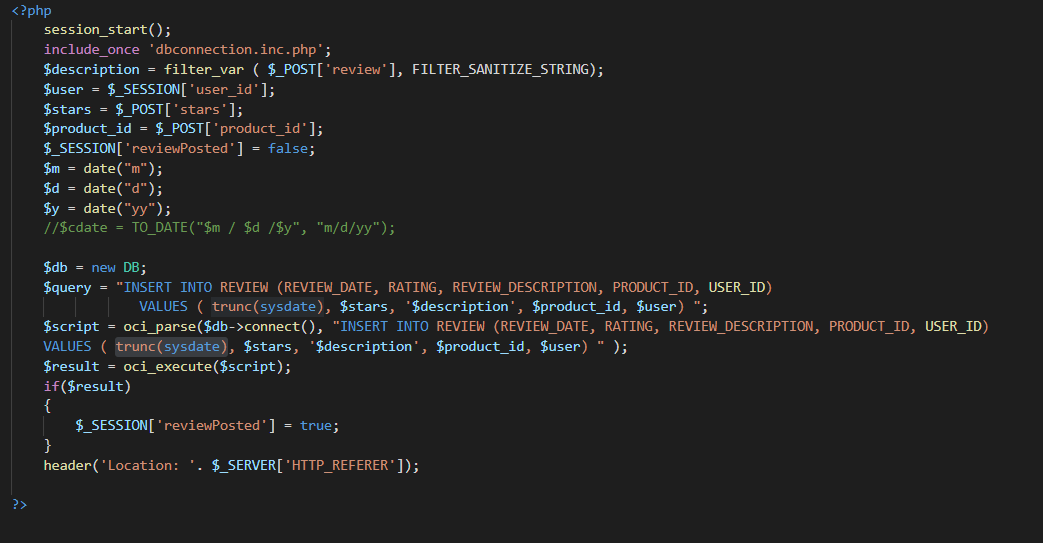 <?php
session_start();
include_once 'dbconnection.inc.php';
$description = filter_var ( $_POST['review'], FILTER_SANITIZE_STRING);
$user = $_SESSION['user_id'];
$stars = $_POST['stars'];
$product_id = $_POST['product_id'];
$_SESSION['reviewPosted'] = false;
$m = date("m");
$d = date("d");
$y = date("yy");
//$cdate = TO_DATE("$m / $d /$y", "m/d/yy");
$db = new DB;
$query = "INSERT INTO REVIEW (REVIEW_DATE, RATING, REVIEW_DESCRIPTION, PRODUCT_ID, USER_ID)
VALUES ( trunc(sysdate), $stars, '$description', $product_id, $user) ";
$script = oci_parse($db->connect(), "INSERT INTO REVIEW (REVIEW_DATE, RATING, REVIEW_DESCRIPTION, PRODUCT_ID, USER_ID)
VALUES ( trunc(sysdate), $stars, '$description', $product_id, $user) " );
$result = oci_execute($script);
if($result)
{
$_SESSION['reviewPosted'] = true;
}
header('Location: '. $_SERVER['HTTP_REFERER']);
?>